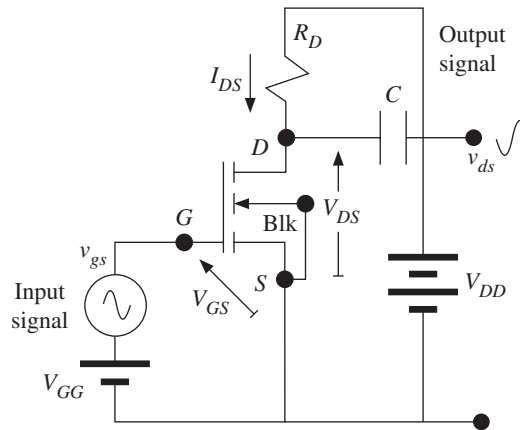 R_D
Output
signal
I_DS
C
D
v_ds
V_DS
Blk
G
v_gs
S
V_GS
V_DD
Input
signal
V_GG